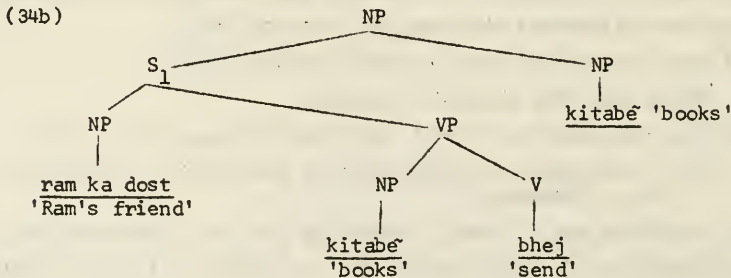 (34b) NP
S1 NP
kitabẽ 'books'
NP VP
ram ka dost
'Ram's friend' NP V
kitabẽ bhej
'books' 'send'